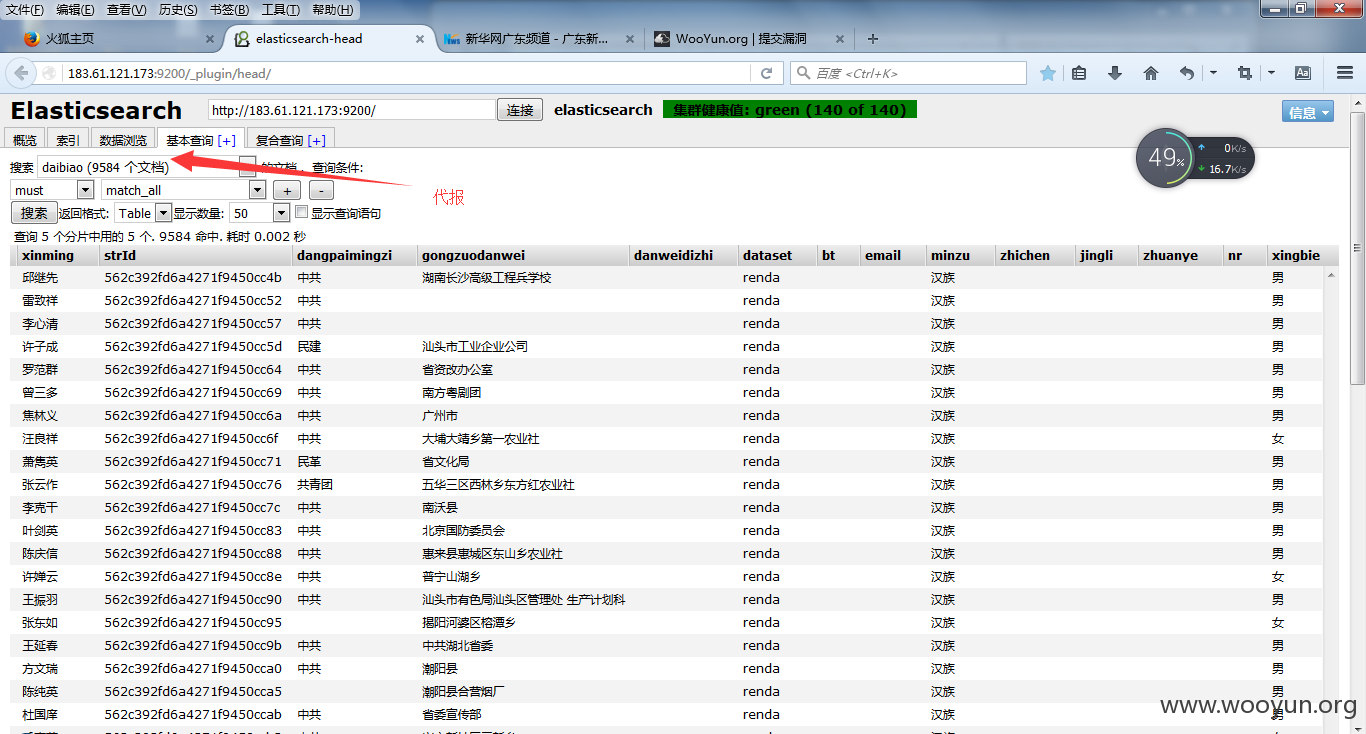 文件(F) 编辑(E) 查看(V) 历史(S) 书签(B) 工具(T) 帮助(H)
火狐主页 elasticsearch-head 新华网广东频道 - 广东新... WooYun.org | 提交漏洞
183.61.121.173:9200/_plugin/head/ 百度 <Ctrl+K>
Elasticsearch http://183.61.121.173:9200/ 连接 elasticsearch 集群健康值: green (140 of 140) 信息
概览 索引 数据浏览 基本查询 [+] 复合查询 [+]
搜索 daibiao (9584 个文档) 的文档, 查询条件:
49% 0K/s
16.7K/s
must match_all + -
代报
搜索 返回格式: Table 显示数量: 50 显示查询语句
查询 5 个分片中用的 5 个. 9584 命中. 耗时 0.002 秒
xinming strId dangpaimingzi gongzuodanwei danweidizhi dataset bt email minzu zhichen jingli zhuanye nr xingbie
邱继先 562c392fd6a4271f9450cc4b 中共 湖南长沙高级工程兵学校 renda 汉族 男
雷致祥 562c392fd6a4271f9450cc52 中共 renda 汉族 男
李心清 562c392fd6a4271f9450cc57 中共 renda 汉族 男
许子成 562c392fd6a4271f9450cc5d 民建 汕头市工业企业公司 renda 汉族 男
罗范群 562c392fd6a4271f9450cc64 中共 省资改办公室 renda 汉族 男
曾三多 562c392fd6a4271f9450cc69 中共 南方粤剧团 renda 汉族 男
焦林义 562c392fd6a4271f9450cc6a 中共 广州市 renda 汉族 男
汪良祥 562c392fd6a4271f9450cc6f 中共 大埔大靖乡第一农业社 renda 汉族 女
萧隽英 562c392fd6a4271f9450cc71 民革 省文化局 renda 汉族 男
张云作 562c392fd6a4271f9450cc76 共青团 五华三区西林乡东方红农业社 renda 汉族 男
李克干 562c392fd6a4271f9450cc7c 中共 南沃县 renda 汉族 男
叶剑英 562c392fd6a4271f9450cc83 中共 北京国防委员会 renda 汉族 男
陈庆信 562c392fd6a4271f9450cc88 中共 惠来县惠城区东山乡农业社 renda 汉族 男
许婵云 562c392fd6a4271f9450cc8e 中共 普宁山湖乡 renda 汉族 女
王振羽 562c392fd6a4271f9450cc90 中共 汕头市有色局汕头区管理处 生产计划科 renda 汉族 男
张东如 562c392fd6a4271f9450cc95 揭阳河婆区榕潭乡 renda 汉族 女
王延春 562c392fd6a4271f9450cc9b 中共 中共湖北省委 renda 汉族 男
方文瑞 562c392fd6a4271f9450cca0 中共 潮阳县 renda 汉族 男
陈纯英 562c392fd6a4271f9450cca5 潮阳县合营烟厂 renda 汉族 男
杜国庠 562c392fd6a4271f9450ccab 中共 省委宣传部 renda 汉族 男
www.wooyun.org